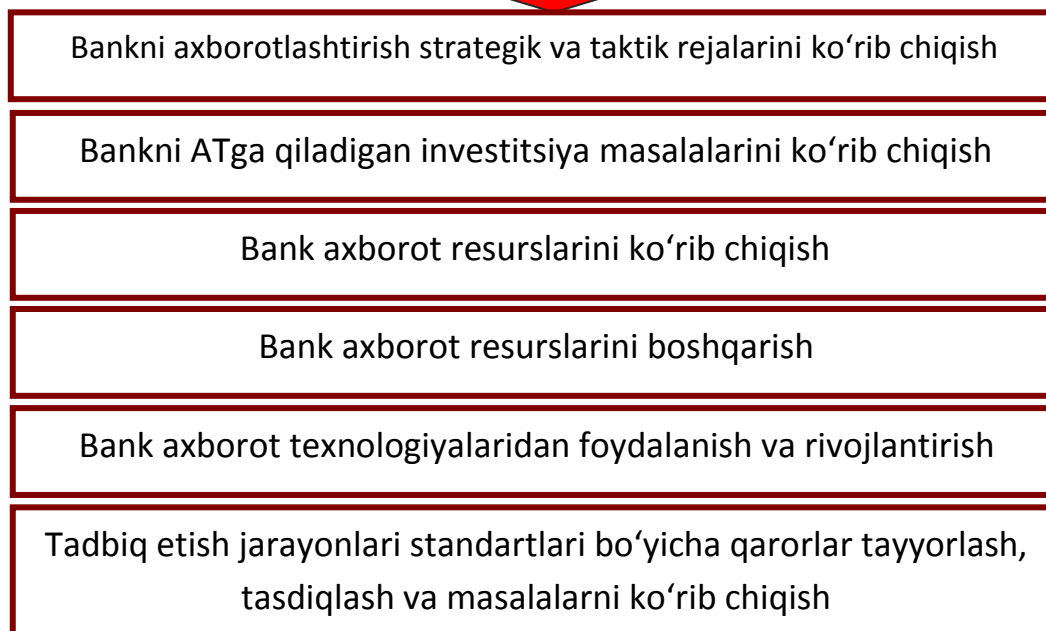 Bankni axborotlashtirish strategik va taktik rejalarini ko‘rib chiqish
Bankni ATga qiladigan investitsiya masalalarini ko‘rib chiqish
Bank axborot resurslarini ko‘rib chiqish
Bank axborot resurslarini boshqarish
Bank axborot texnologiyalaridan foydalanish va rivojlantirish
Tadbiq etish jarayonlari standartlari bo‘yicha qarorlar tayyorlash,
tasdiqlash va masalalarni ko‘rib chiqish